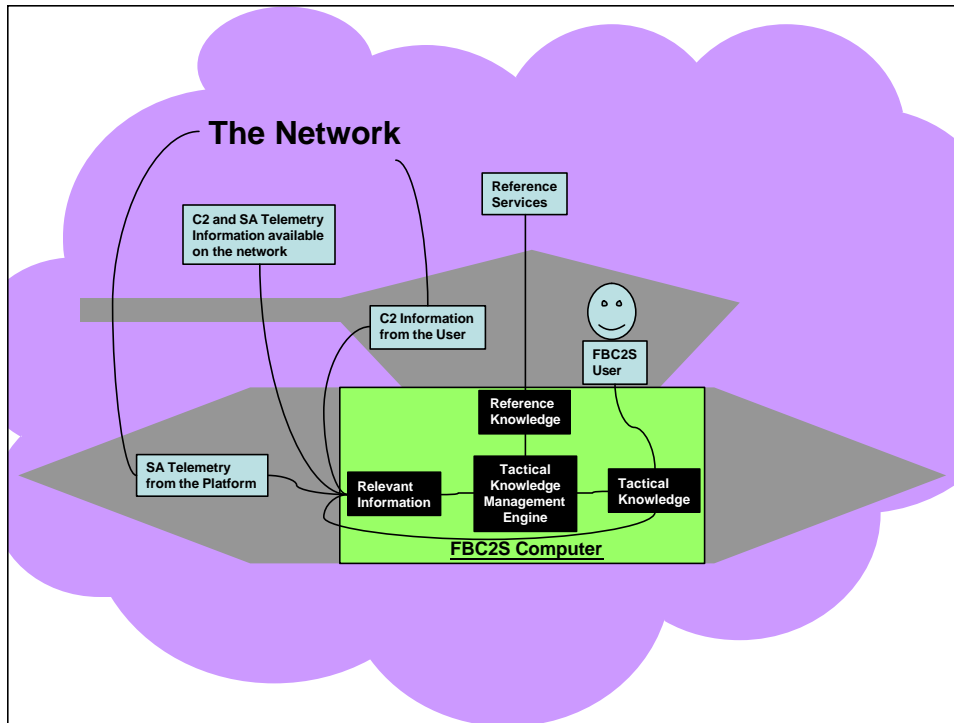 The Network
Reference
Services
C2 and SA Telemetry
Information available
on the network
C2 Information
from the User
FBC2S
User
Reference
Knowledge
SA Telemetry
from the Platform
Relevant
Information
Tactical
Knowledge
Management
Engine
Tactical
Knowledge
FBC2S Computer